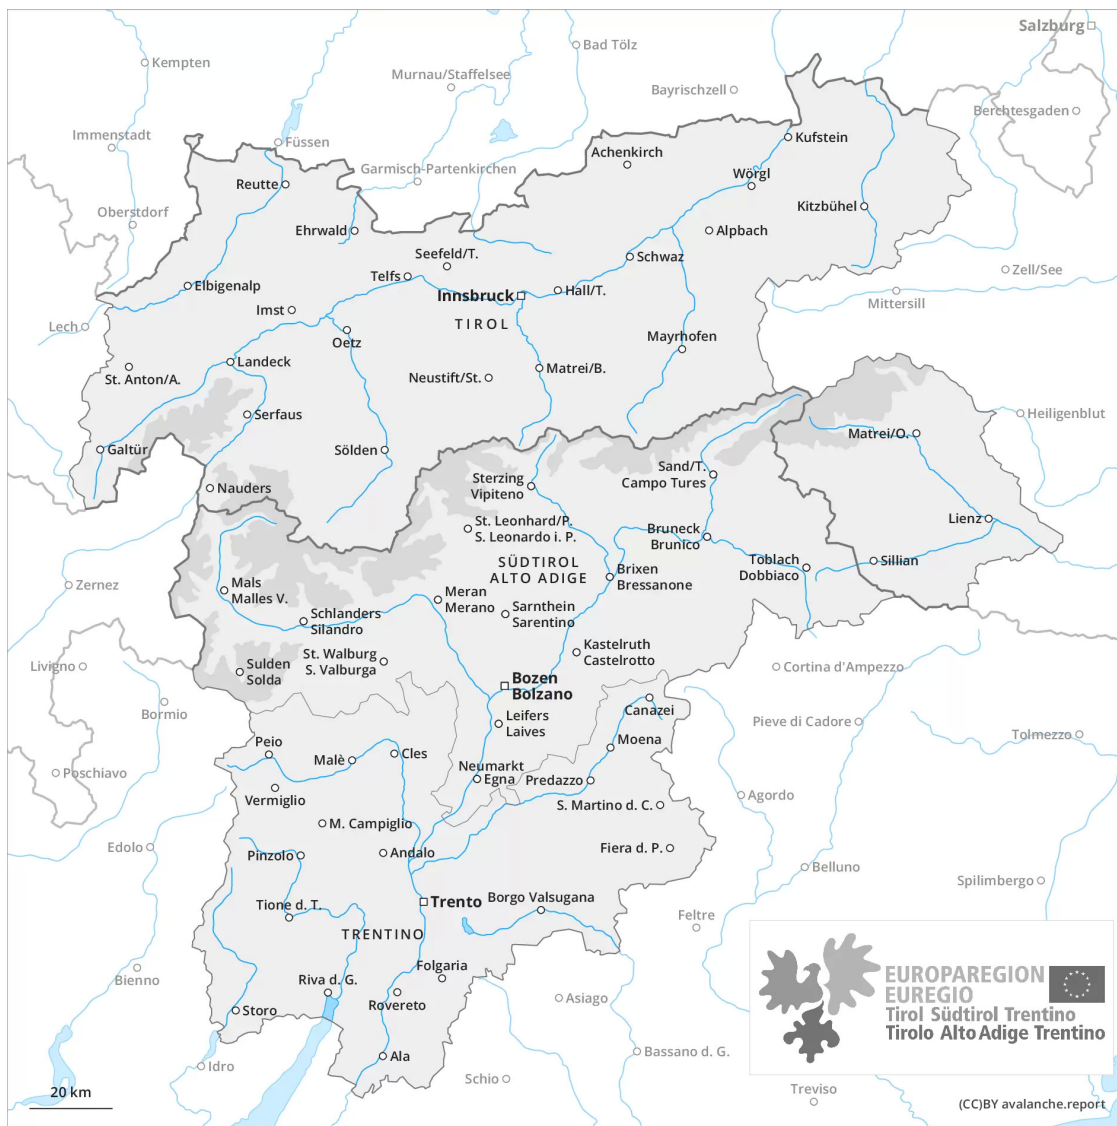 Salzburg
Bad Tölz
Kempten
Murnau/Staffelsee
Bayrischzell
Berchtesgaden
Immenstadt
Füssen
Kufstein
Achenkirch
Garmisch-Partenkirchen
Wörgl
Reutte
Kitzbühel
Oberstdorf
Ehrwald
Alpbach
Seefeld/T.
Schwaz
Telfs
Zell/See
Elbigenalp
Hall/T.
Innsbruck
Mittersill
Imst
TIROL
Lech
Oetz
Mayrhofen
Landeck
Matrei/B.
St. Anton/A.
Neustift/St.
Serfaus
Heiligenblut
Matrei/O.
Galtür
Sölden
Sand/T.
Campo Tures
Sterzing
Vipiteno
Nauders
Lienz
St. Leonhard/P.
S. Leonardo i. P.
Bruneck
Brunico
SÜDTIROL
ALTO ADIGE
Toblach
Dobbiaco
Sillian
Brixen
Bressanone
Zernez
Mals
Malles V.
Meran
Merano
Sarnthein
Sarentino
Schlanders
Silandro
Kastelruth
Castelrotto
St. Walburg
S. Valburga
Livigno
Sulden
Solda
Cortina d'Ampezzo
Bozen
Bolzano
Bormio
Canazei
Leifers
Laives
Pieve di Cadore
Tolmezzo
Moena
Peio
Malè
Cles
Neumarkt
Egna
Poschiavo
Predazzo
Vermiglio
Agordo
S. Martino d. C.
M. Campiglio
Edolo
Fiera d. P.
Pinzolo
Andalo
Belluno
Spilimbergo
Trento
Borgo Valsugana
Tione d. T.
Feltre
TRENTINO
Folgaria
Bienno
Riva d. G.
EUROPAREGION
EUREGIO
Tirol Südtirol Trentino
Tirolo Alto Adige Trentino
Rovereto
Asiago
Storo
Ala
Bassano d. G.
Idro
Schio
20 km
Treviso
(CC)BY avalanche.report